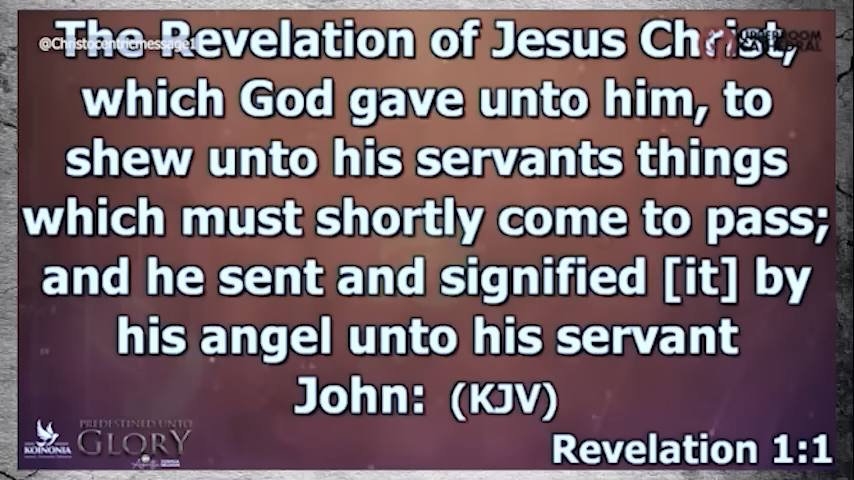 The Revelation of Jesus Christ,
@Christocentricmessage1
which God gave unto him, to
shew unto his servants things
which must shortly come to pass;
and he sent and signified [it] by
his angel unto his servant
John: (KJV)
PREDESTINED UNTO
GLORY
KOINONIA
Revelation 1:1